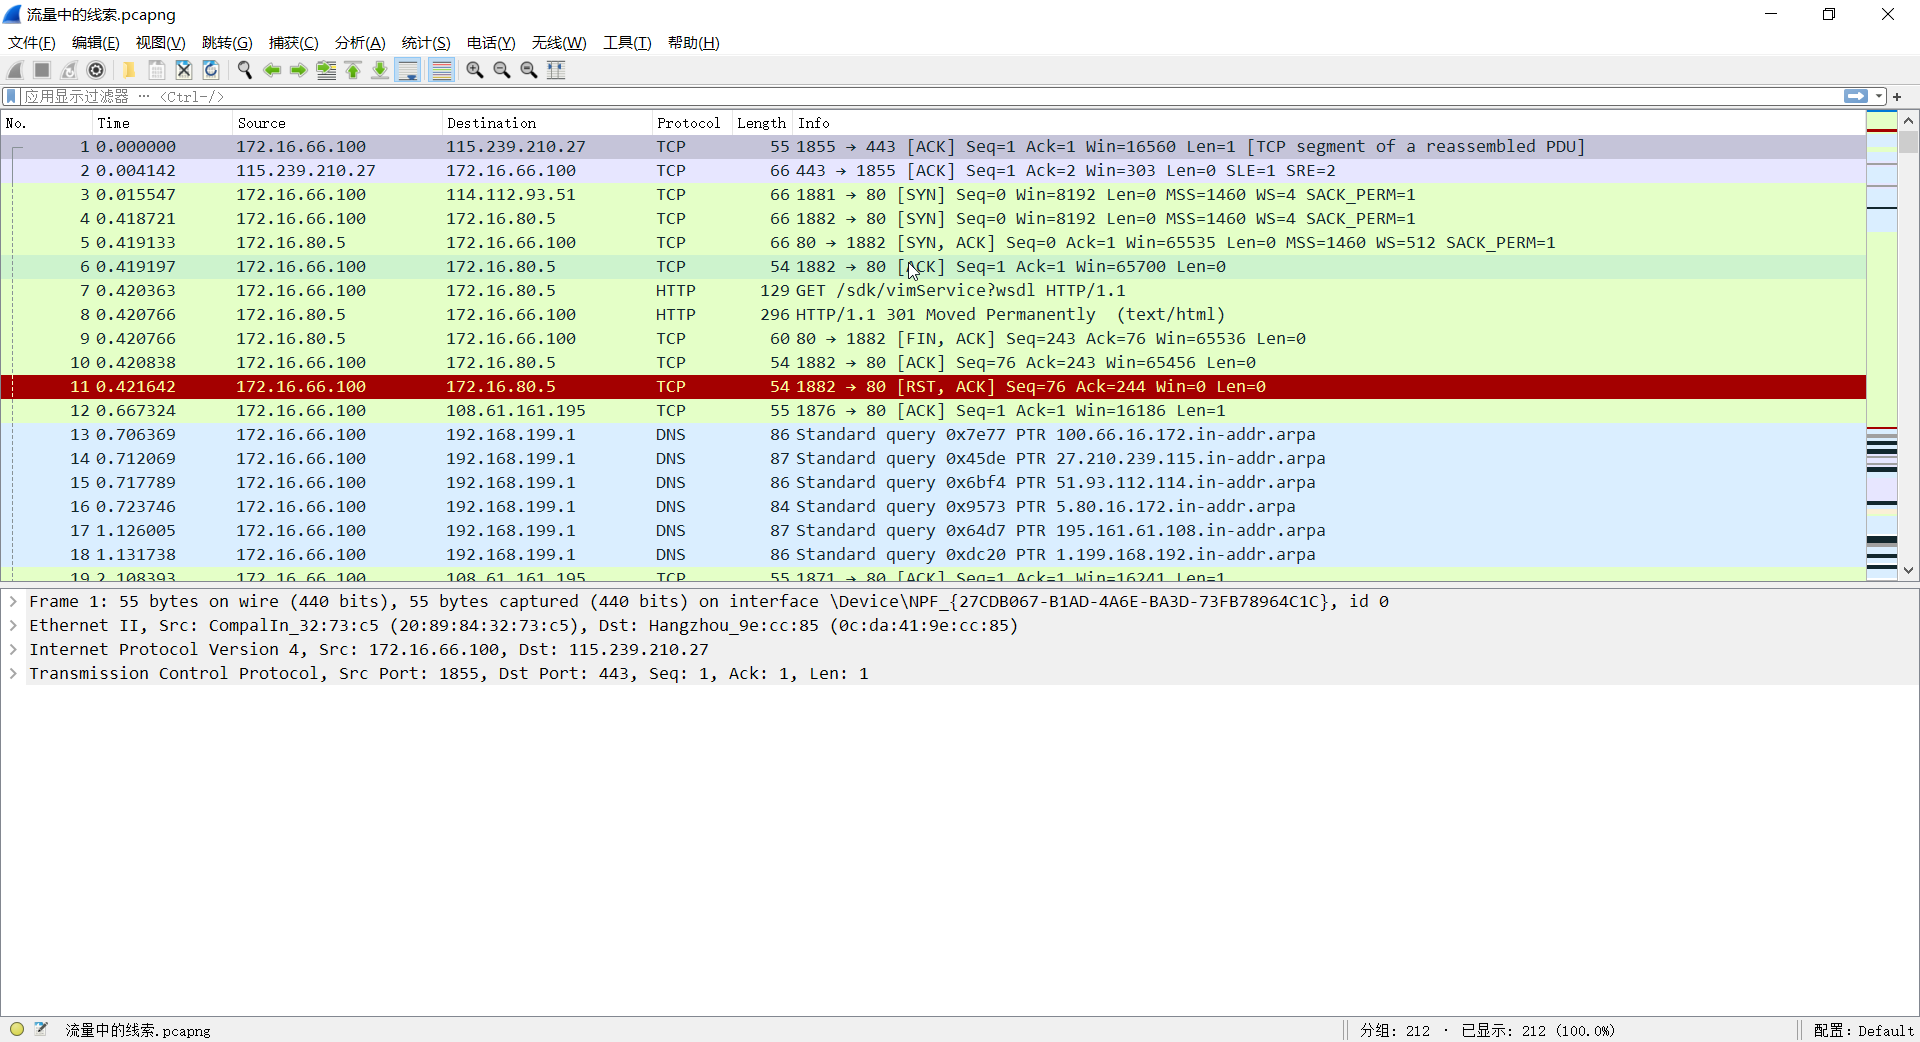 流量中的线索.pcapng
文件(F) 编辑(E) 视图(V) 跳转(G) 捕获(C) 分析(A) 统计(S) 电话(Y) 无线(W) 工具(T) 帮助(H)
应用显示过滤器 … <Ctrl-/>
No. Time Source Destination Protocol Length Info
1 0.000000 172.16.66.100 115.239.210.27 TCP 55 1855 → 443 [ACK] Seq=1 Ack=1 Win=16560 Len=1 [TCP segment of a reassembled PDU]
2 0.004142 115.239.210.27 172.16.66.100 TCP 66 443 → 1855 [ACK] Seq=1 Ack=2 Win=303 Len=0 SLE=1 SRE=2
3 0.015547 172.16.66.100 114.112.93.51 TCP 66 1881 → 80 [SYN] Seq=0 Win=8192 Len=0 MSS=1460 WS=4 SACK_PERM=1
4 0.418721 172.16.66.100 172.16.80.5 TCP 66 1882 → 80 [SYN] Seq=0 Win=8192 Len=0 MSS=1460 WS=4 SACK_PERM=1
5 0.419133 172.16.80.5 172.16.66.100 TCP 66 80 → 1882 [SYN, ACK] Seq=0 Ack=1 Win=65535 Len=0 MSS=1460 WS=512 SACK_PERM=1
6 0.419197 172.16.66.100 172.16.80.5 TCP 54 1882 → 80 [ACK] Seq=1 Ack=1 Win=65700 Len=0
7 0.420363 172.16.66.100 172.16.80.5 HTTP 129 GET /sdk/vimService?wsdl HTTP/1.1
8 0.420766 172.16.80.5 172.16.66.100 HTTP 296 HTTP/1.1 301 Moved Permanently (text/html)
9 0.420766 172.16.80.5 172.16.66.100 TCP 60 80 → 1882 [FIN, ACK] Seq=243 Ack=76 Win=65536 Len=0
10 0.420838 172.16.66.100 172.16.80.5 TCP 54 1882 → 80 [ACK] Seq=76 Ack=243 Win=65456 Len=0
11 0.421642 172.16.66.100 172.16.80.5 TCP 54 1882 → 80 [RST, ACK] Seq=76 Ack=244 Win=0 Len=0
12 0.667324 172.16.66.100 108.61.161.195 TCP 55 1876 → 80 [ACK] Seq=1 Ack=1 Win=16186 Len=1
13 0.706369 172.16.66.100 192.168.199.1 DNS 86 Standard query 0x7e77 PTR 100.66.16.172.in-addr.arpa
14 0.712069 172.16.66.100 192.168.199.1 DNS 87 Standard query 0x45de PTR 27.210.239.115.in-addr.arpa
15 0.717789 172.16.66.100 192.168.199.1 DNS 86 Standard query 0x6bf4 PTR 51.93.112.114.in-addr.arpa
16 0.723746 172.16.66.100 192.168.199.1 DNS 84 Standard query 0x9573 PTR 5.80.16.172.in-addr.arpa
17 1.126005 172.16.66.100 192.168.199.1 DNS 87 Standard query 0x64d7 PTR 195.161.61.108.in-addr.arpa
18 1.131738 172.16.66.100 192.168.199.1 DNS 86 Standard query 0xdc20 PTR 1.199.168.192.in-addr.arpa
19 2.108393 172.16.66.100 108.61.161.195 TCP 55 1871 → 80 [ACK] Seq=1 Ack=1 Win=16241 Len=1
Frame 1: 55 bytes on wire (440 bits), 55 bytes captured (440 bits) on interface \Device\NPF_{27CDB067-B1AD-4A6E-BA3D-73FB78964C1C}, id 0
Ethernet II, Src: CompalIn_32:73:c5 (20:89:84:32:73:c5), Dst: Hangzhou_9e:cc:85 (0c:da:41:9e:cc:85)
Internet Protocol Version 4, Src: 172.16.66.100, Dst: 115.239.210.27
Transmission Control Protocol, Src Port: 1855, Dst Port: 443, Seq: 1, Ack: 1, Len: 1
流量中的线索.pcapng 分组: 212 · 已显示: 212 (100.0%) 配置: Default